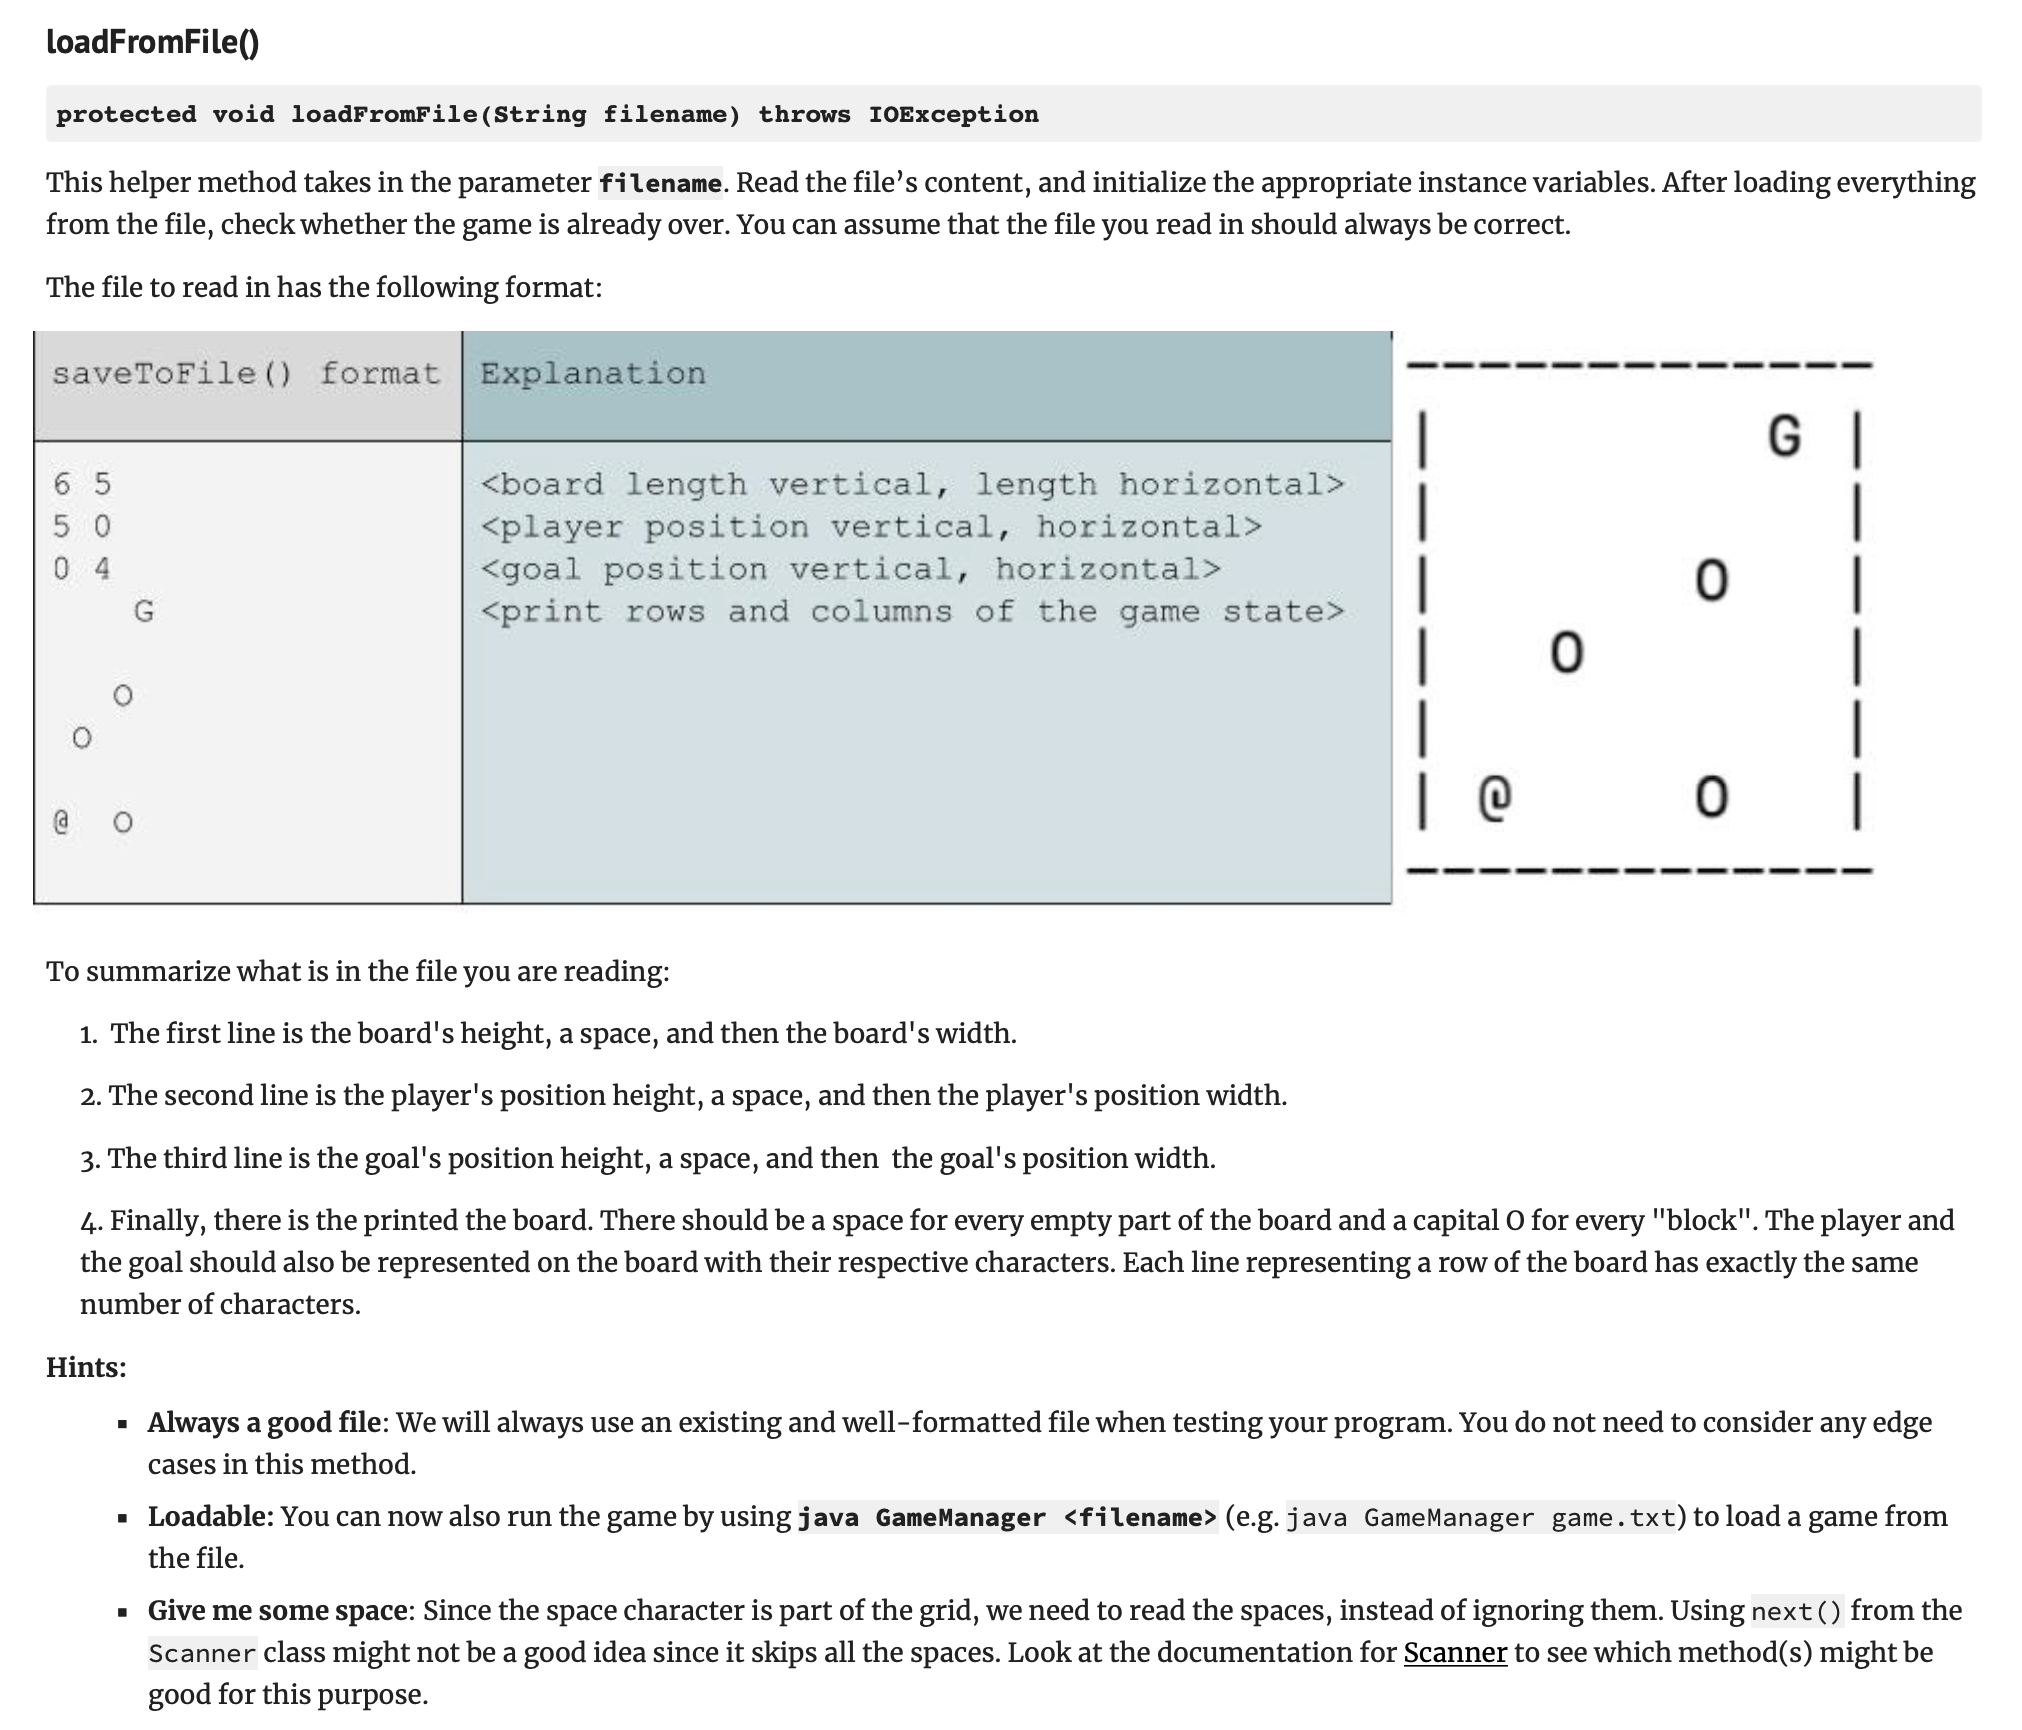 loadFromFile()
protected void loadFromFile(String filename) throws IOException
This helper method takes in the parameter filename. Read the file’s content, and initialize the appropriate instance variables. After loading everything
from the file, check whether the game is already over. You can assume that the file you read in should always be correct.
The file to read in has the following format:
saveToFile() format
6 5
5 0
0 4
    G

   O
 O

@  O
Explanation
<board length vertical, length horizontal>
<player position vertical, horizontal>
<goal position vertical, horizontal>
<print rows and columns of the game state>
-------------
|         G |
|           |
|       O   |
|   O       |
|           |
| @     O   |
-------------
To summarize what is in the file you are reading:
1. The first line is the board's height, a space, and then the board's width.
2. The second line is the player's position height, a space, and then the player's position width.
3. The third line is the goal's position height, a space, and then  the goal's position width.
4. Finally, there is the printed the board. There should be a space for every empty part of the board and a capital O for every "block". The player and
the goal should also be represented on the board with their respective characters. Each line representing a row of the board has exactly the same
number of characters.
Hints:
▪ Always a good file: We will always use an existing and well-formatted file when testing your program. You do not need to consider any edge
cases in this method.
▪ Loadable: You can now also run the game by using java GameManager <filename> (e.g. java GameManager game.txt) to load a game from
the file.
▪ Give me some space: Since the space character is part of the grid, we need to read the spaces, instead of ignoring them. Using next() from the
Scanner class might not be a good idea since it skips all the spaces. Look at the documentation for Scanner to see which method(s) might be
good for this purpose.